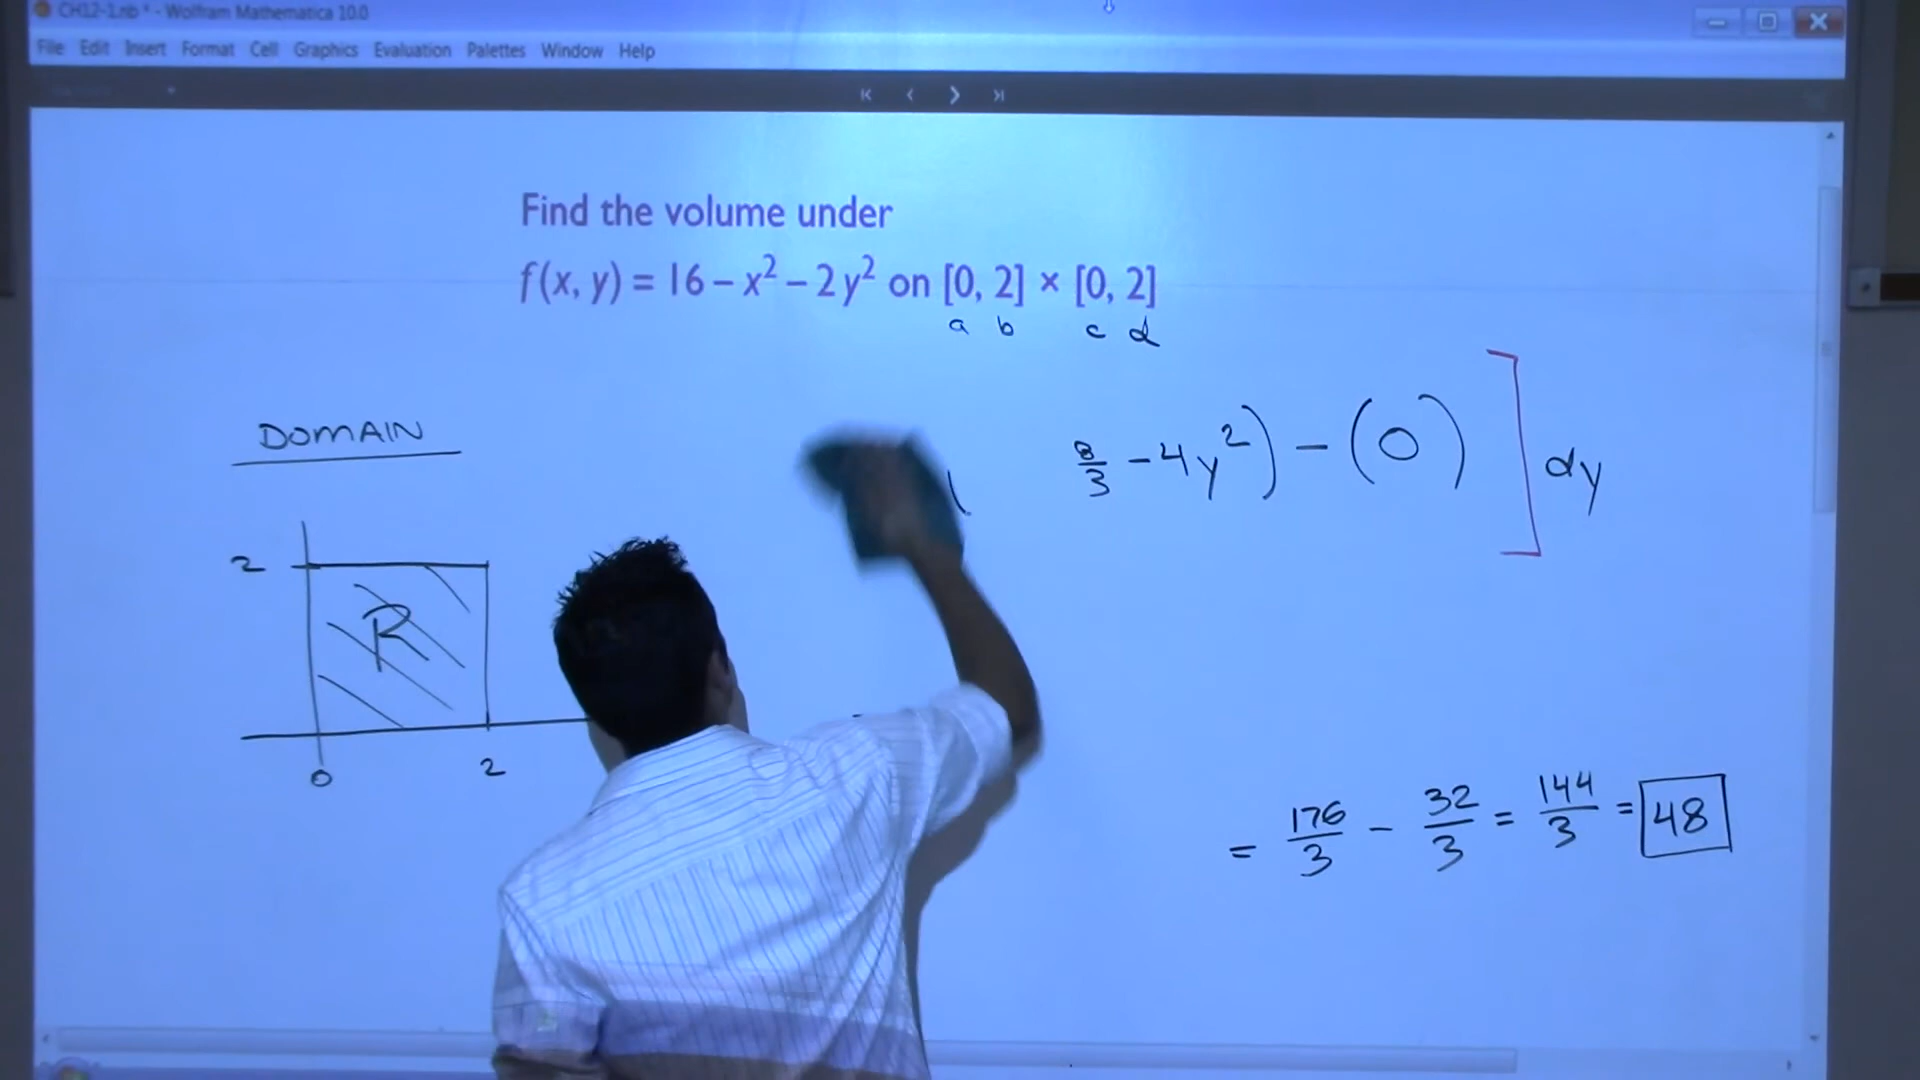 CH12-1.nb * - Wolfram Mathematica 10.0
File Edit Insert Format Cell Graphics Evaluation Palettes Window Help
Find the volume under
f(x, y) = 16 – x² – 2y² on [0, 2] × [0, 2]
a b c d
DOMAIN
( 8/3 - 4y²) - (0) ] dy
2
R
0 2
= 176/3 - 32/3 = 144/3 = 48